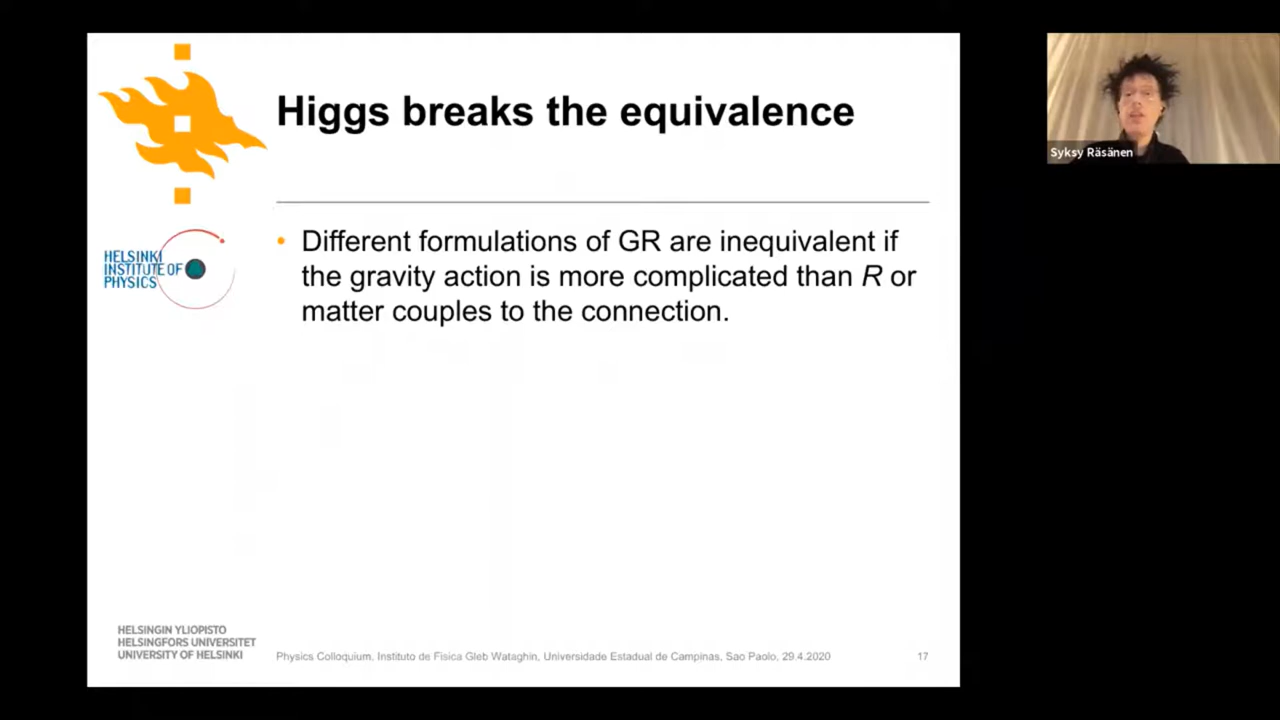 Higgs breaks the equivalence
Syksy Räsänen
HELSINKI
INSTITUTE OF
PHYSICS
• Different formulations of GR are inequivalent if
the gravity action is more complicated than R or
matter couples to the connection.
HELSINGIN YLIOPISTO
HELSINGFORS UNIVERSITET
UNIVERSITY OF HELSINKI
Physics Colloquium, Instituto de Fisica Gleb Wataghin, Universidade Estadual de Campinas, Sao Paolo, 29.4.2020
17